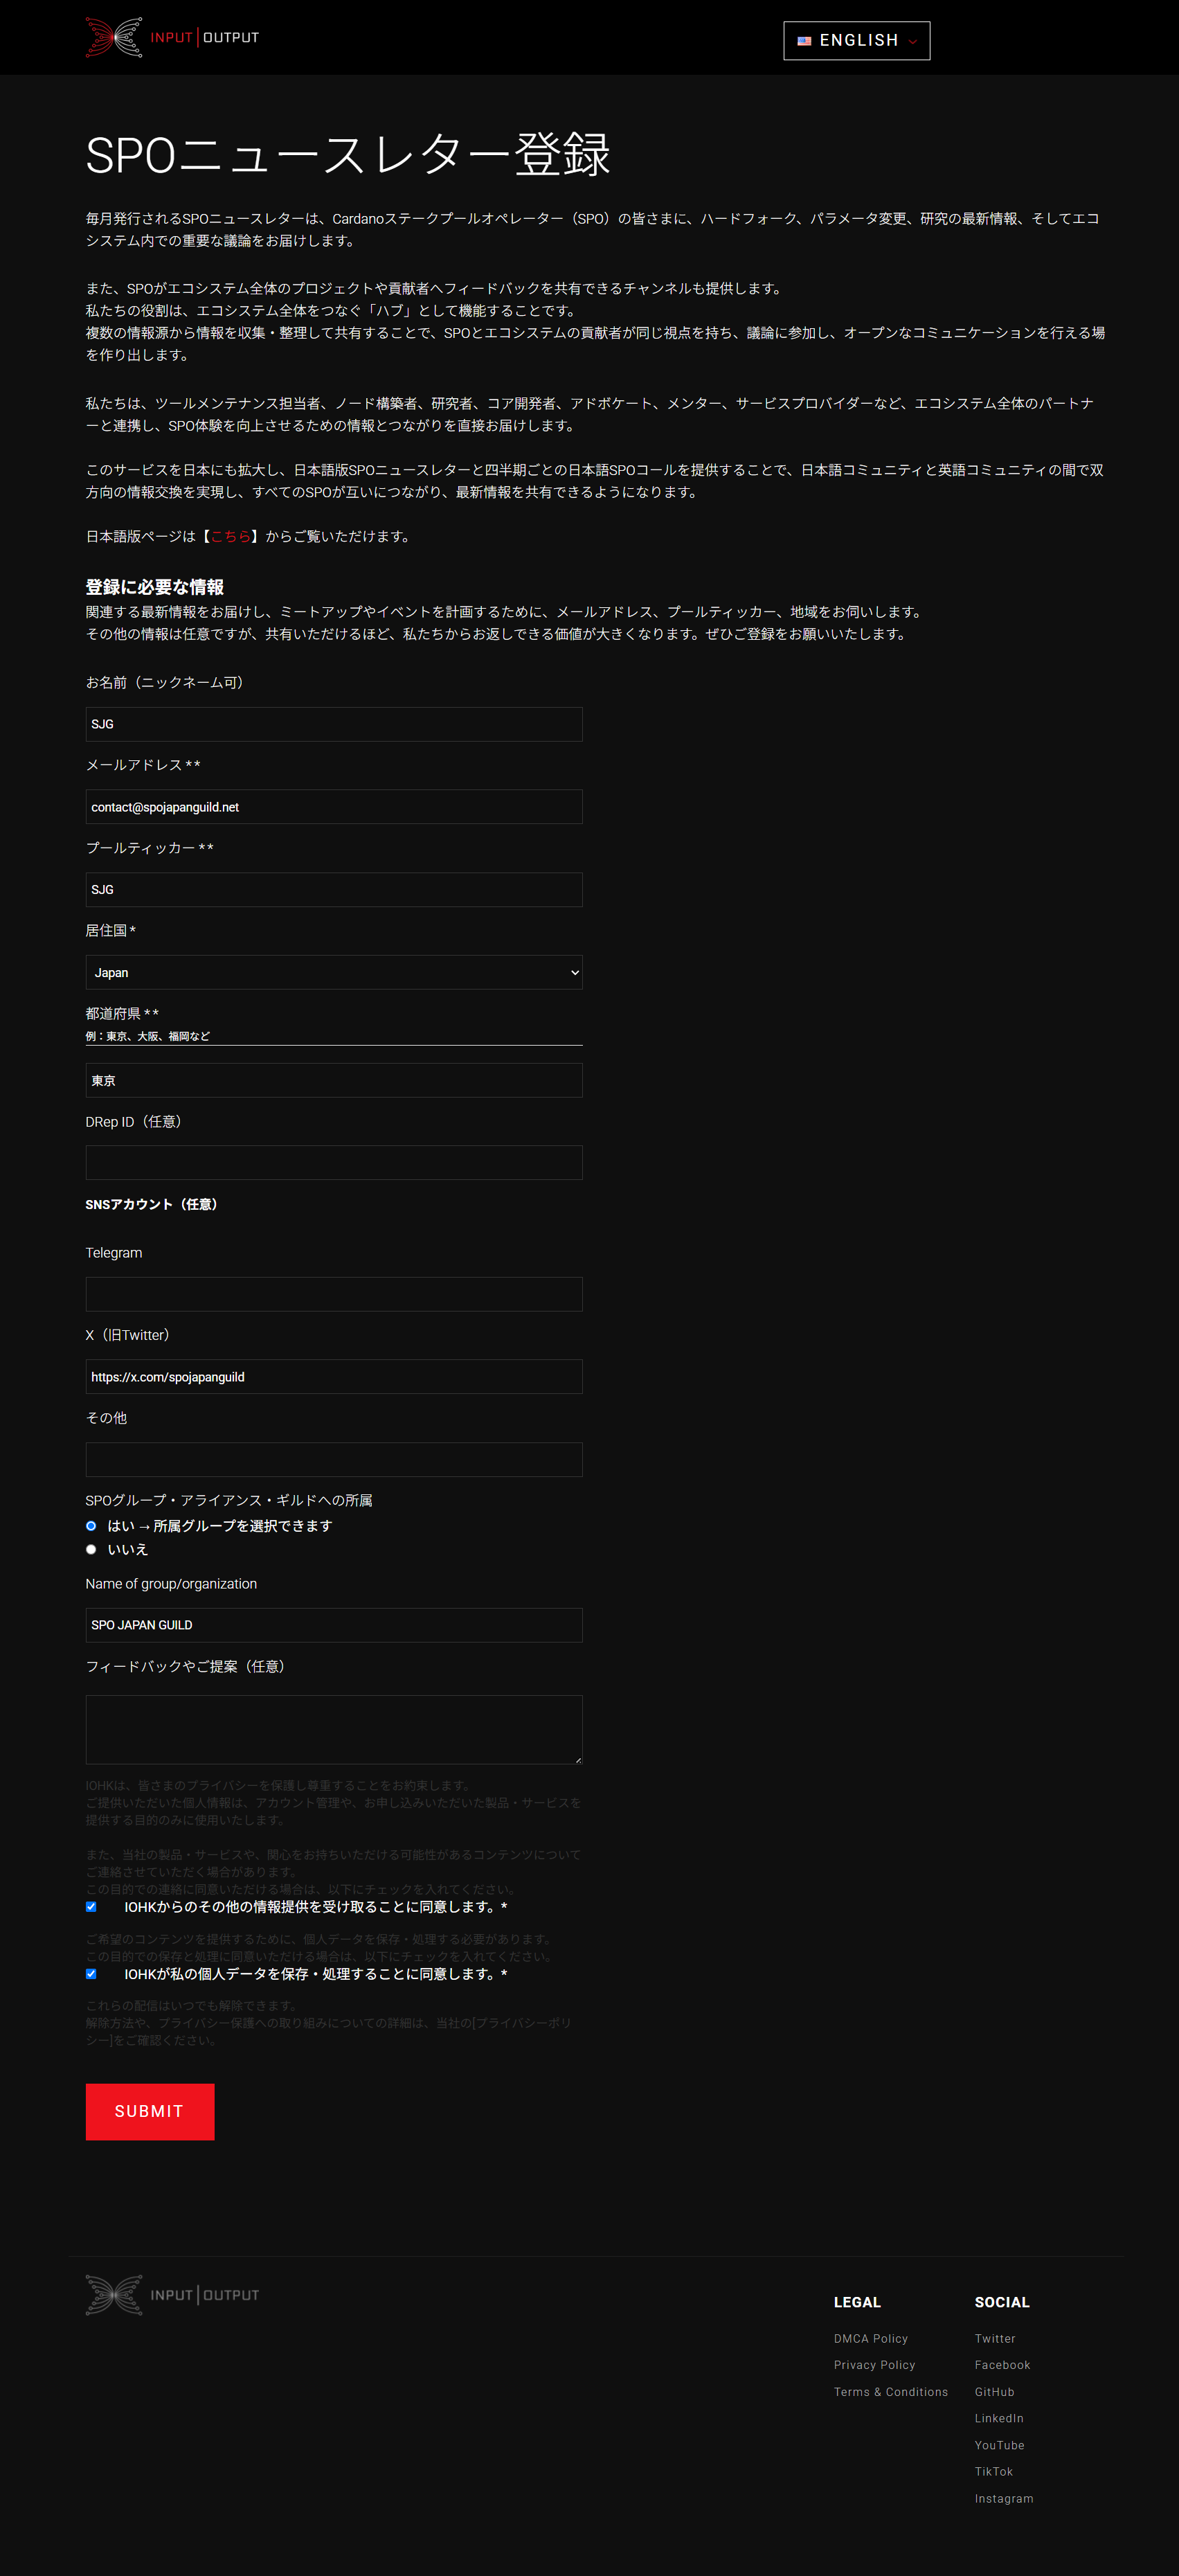 INPUT | OUTPUT
ENGLISH
SPOニュースレター登録
毎月発行されるSPOニュースレターは、Cardanoステークプールオペレーター（SPO）の皆さまに、ハードフォーク、パラメータ変更、研究の最新情報、そしてエコ
システム内での重要な議論をお届けします。
また、SPOがエコシステム全体のプロジェクトや貢献者へフィードバックを共有できるチャンネルも提供します。
私たちの役割は、エコシステム全体をつなぐ「ハブ」として機能することです。
複数の情報源から情報を収集・整理して共有することで、SPOとエコシステムの貢献者が同じ視点を持ち、議論に参加し、オープンなコミュニケーションを行える場
を作り出します。
私たちは、ツールメンテナンス担当者、ノード構築者、研究者、コア開発者、アドボケート、メンター、サービスプロバイダーなど、エコシステム全体のパートナ
ーと連携し、SPO体験を向上させるための情報とつながりを直接お届けします。
このサービスを日本にも拡大し、日本語版SPOニュースレターと四半期ごとの日本語SPOコールを提供することで、日本語コミュニティと英語コミュニティの間で双
方向の情報交換を実現し、すべてのSPOが互いにつながり、最新情報を共有できるようになります。
日本語版ページは【こちら】からご覧いただけます。
登録に必要な情報
関連する最新情報をお届けし、ミートアップやイベントを計画するために、メールアドレス、プールティッカー、地域をお伺いします。
その他の情報は任意ですが、共有いただけるほど、私たちからお返しできる価値が大きくなります。ぜひご登録をお願いいたします。
お名前（ニックネーム可）
SJG
メールアドレス **
contact@spojapanguild.net
プールティッカー **
SJG
居住国 *
Japan
都道府県 **
例：東京、大阪、福岡など
東京
DRep ID（任意）
SNSアカウント（任意）
Telegram
X（旧Twitter）
https://x.com/spojapanguild
その他
SPOグループ・アライアンス・ギルドへの所属
はい → 所属グループを選択できます
いいえ
Name of group/organization
SPO JAPAN GUILD
フィードバックやご提案（任意）
IOHKは、皆さまのプライバシーを保護し尊重することをお約束します。
ご提供いただいた個人情報は、アカウント管理や、お申し込みいただいた製品・サービスを
提供する目的のみに使用いたします。
また、当社の製品・サービスや、関心をお持ちいただける可能性があるコンテンツについて
ご連絡させていただく場合があります。
この目的での連絡に同意いただける場合は、以下にチェックを入れてください。
IOHKからのその他の情報提供を受け取ることに同意します。*
ご希望のコンテンツを提供するために、個人データを保存・処理する必要があります。
この目的での保存と処理に同意いただける場合は、以下にチェックを入れてください。
IOHKが私の個人データを保存・処理することに同意します。*
これらの配信はいつでも解除できます。
解除方法や、プライバシー保護への取り組みについての詳細は、当社の[プライバシーポリ
シー]をご確認ください。
SUBMIT
INPUT | OUTPUT
LEGAL
DMCA Policy
Privacy Policy
Terms & Conditions
SOCIAL
Twitter
Facebook
GitHub
LinkedIn
YouTube
TikTok
Instagram